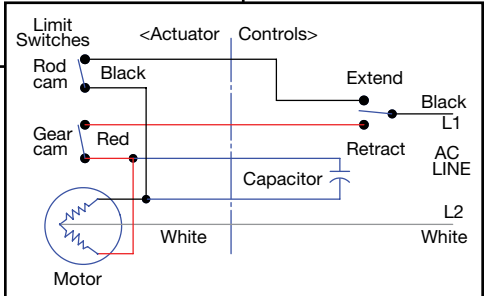 Limit
Switches
<Actuator
Controls>
Rod
cam
Black
Extend
Black
L1
Gear
cam
Red
Retract
AC
LINE
Capacitor
L2
White
White
Motor